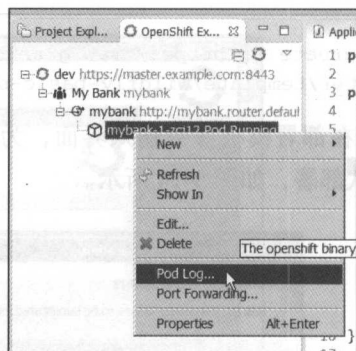 Project Expl...
OpenShift Ex...
Applic
dev https://master.example.com:8443
My Bank mybank
mybank http://mybank.router.defaul
mybank-1-zcj12 Pod Running
1 p
2
3 p
4
5
New
Refresh
Show In
Edit...
Delete
The openshift binary
Pod Log...
Port Forwarding...
Properties Alt+Enter
}